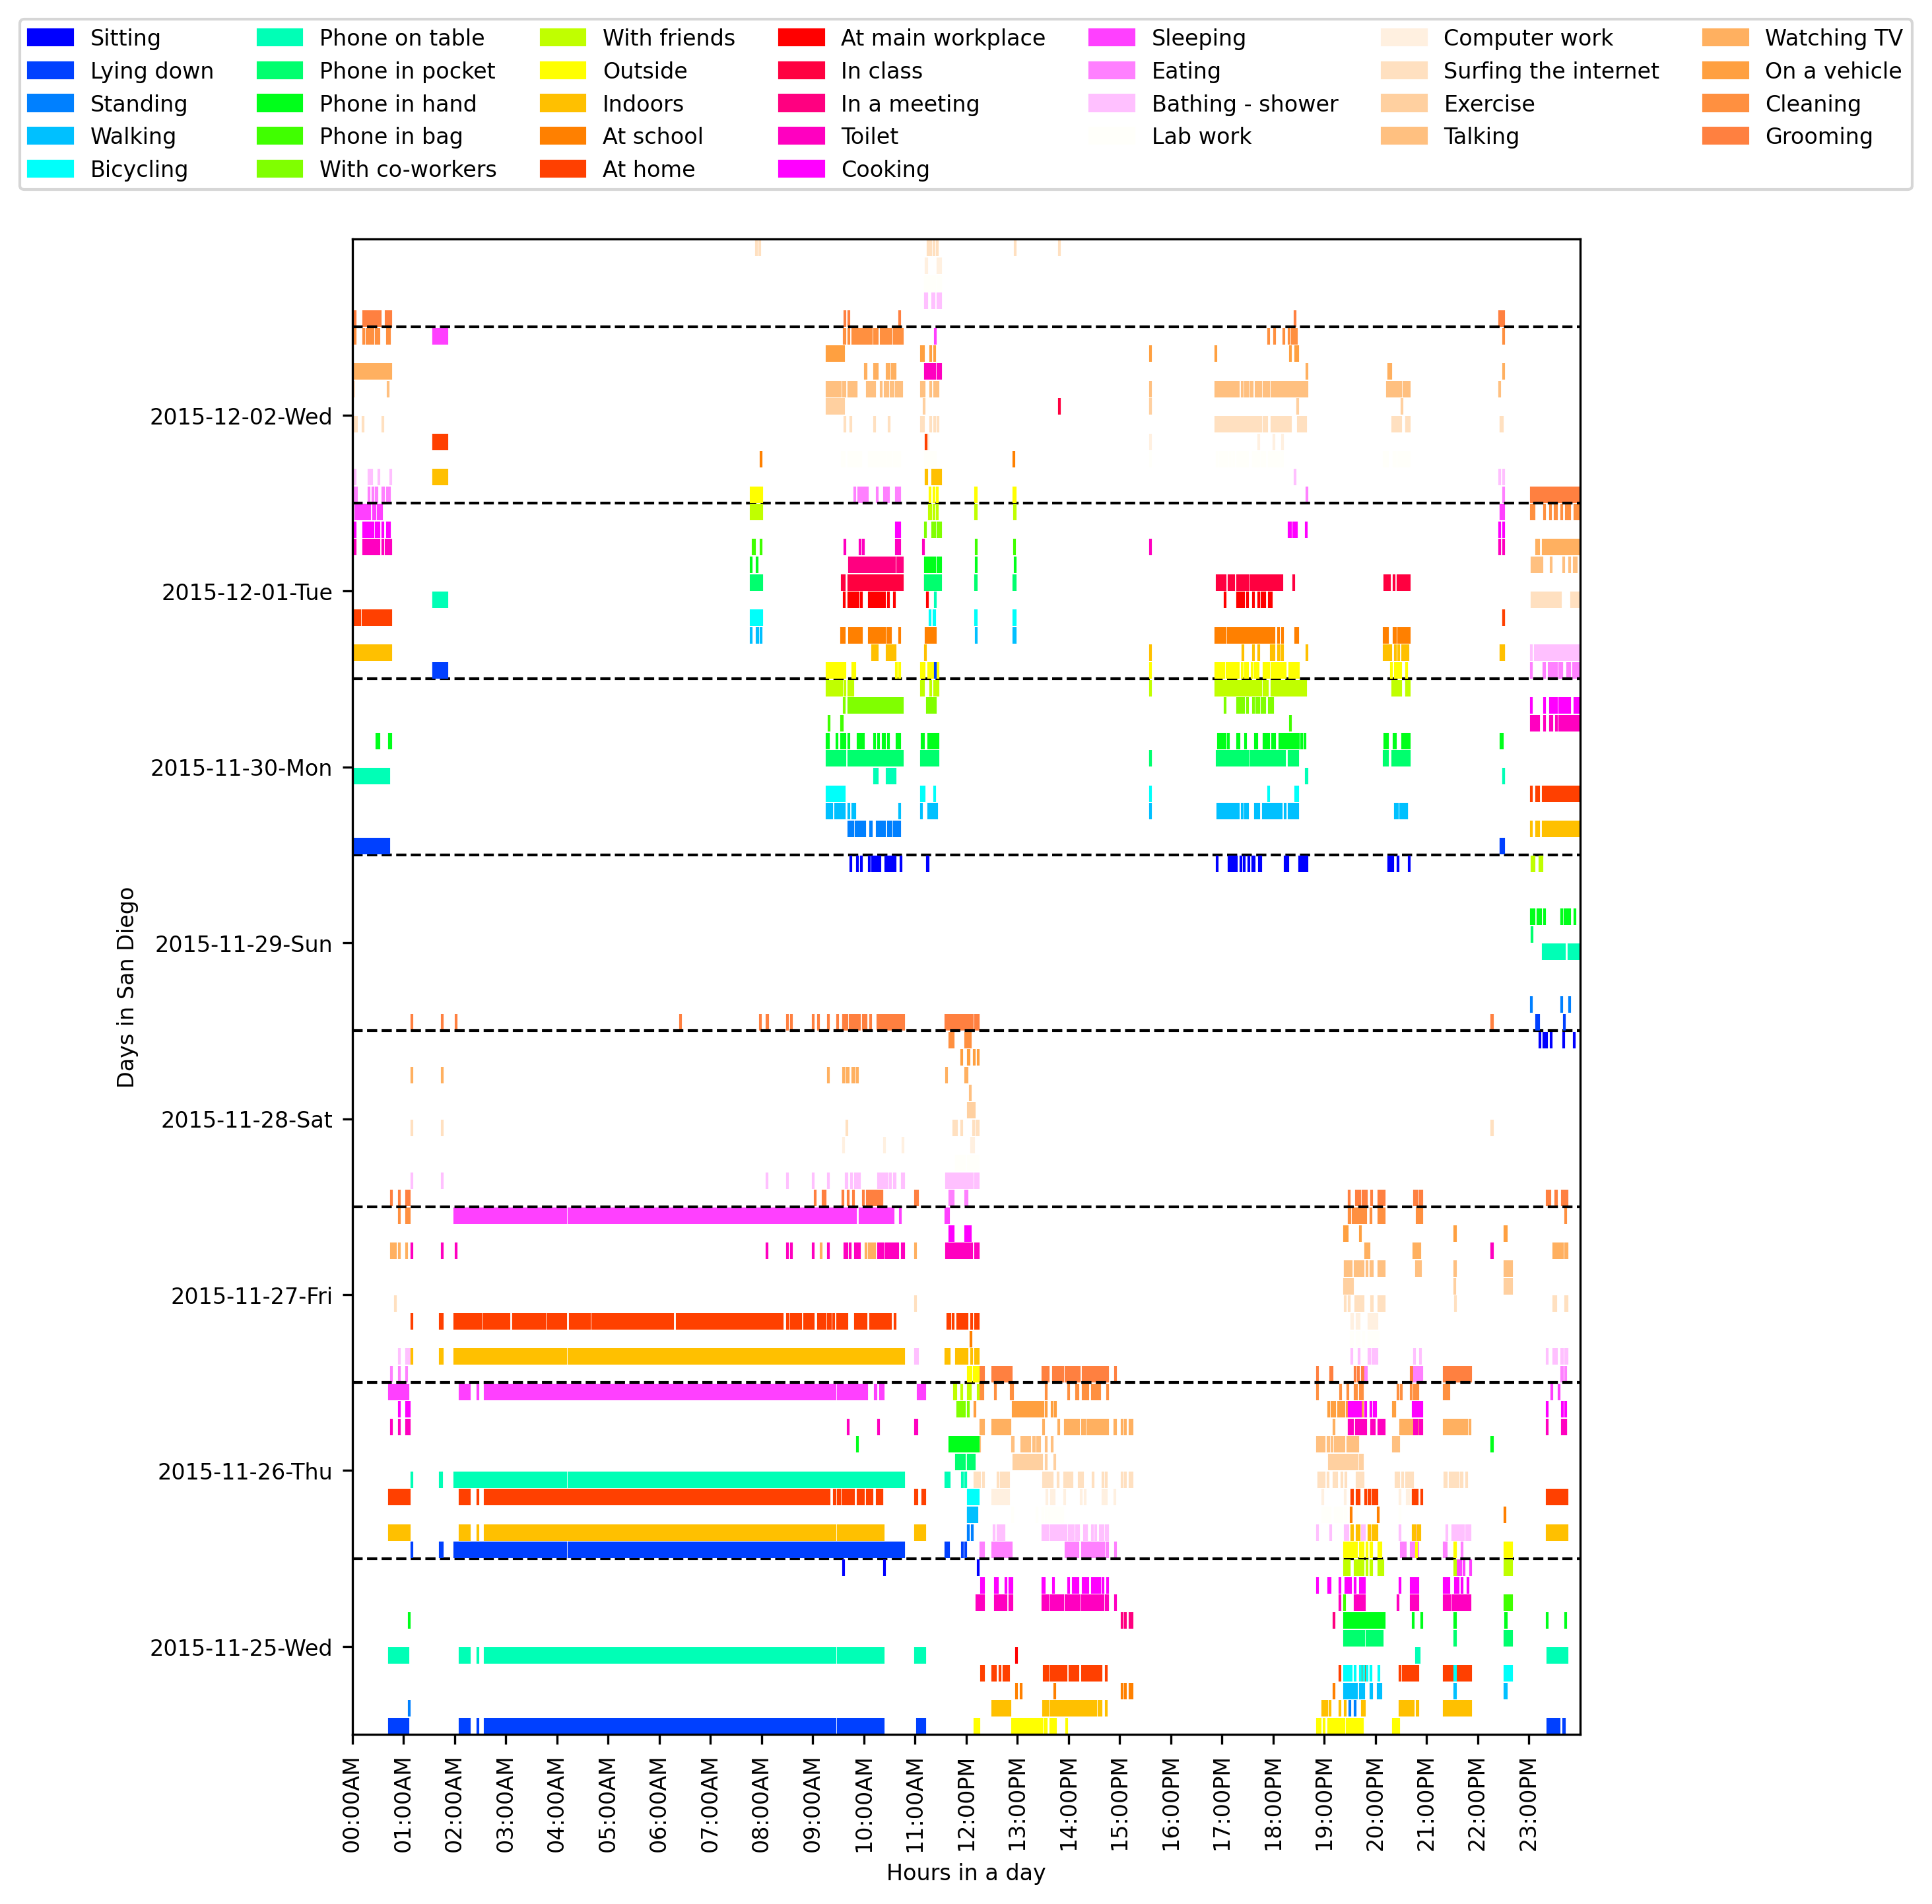 Sitting
Lying down
Standing
Walking
Bicycling
Phone on table
Phone in pocket
Phone in hand
Phone in bag
With co-workers
With friends
Outside
Indoors
At school
At home
At main workplace
In class
In a meeting
Toilet
Cooking
Sleeping
Eating
Bathing - shower
Lab work
Computer work
Surfing the internet
Exercise
Talking
Watching TV
On a vehicle
Cleaning
Grooming
Days in San Diego
2015-12-02-Wed
2015-12-01-Tue
2015-11-30-Mon
2015-11-29-Sun
2015-11-28-Sat
2015-11-27-Fri
2015-11-26-Thu
2015-11-25-Wed
00:00AM
01:00AM
02:00AM
03:00AM
04:00AM
05:00AM
06:00AM
07:00AM
08:00AM
09:00AM
10:00AM
11:00AM
12:00PM
13:00PM
14:00PM
15:00PM
16:00PM
17:00PM
18:00PM
19:00PM
20:00PM
21:00PM
22:00PM
23:00PM
Hours in a day